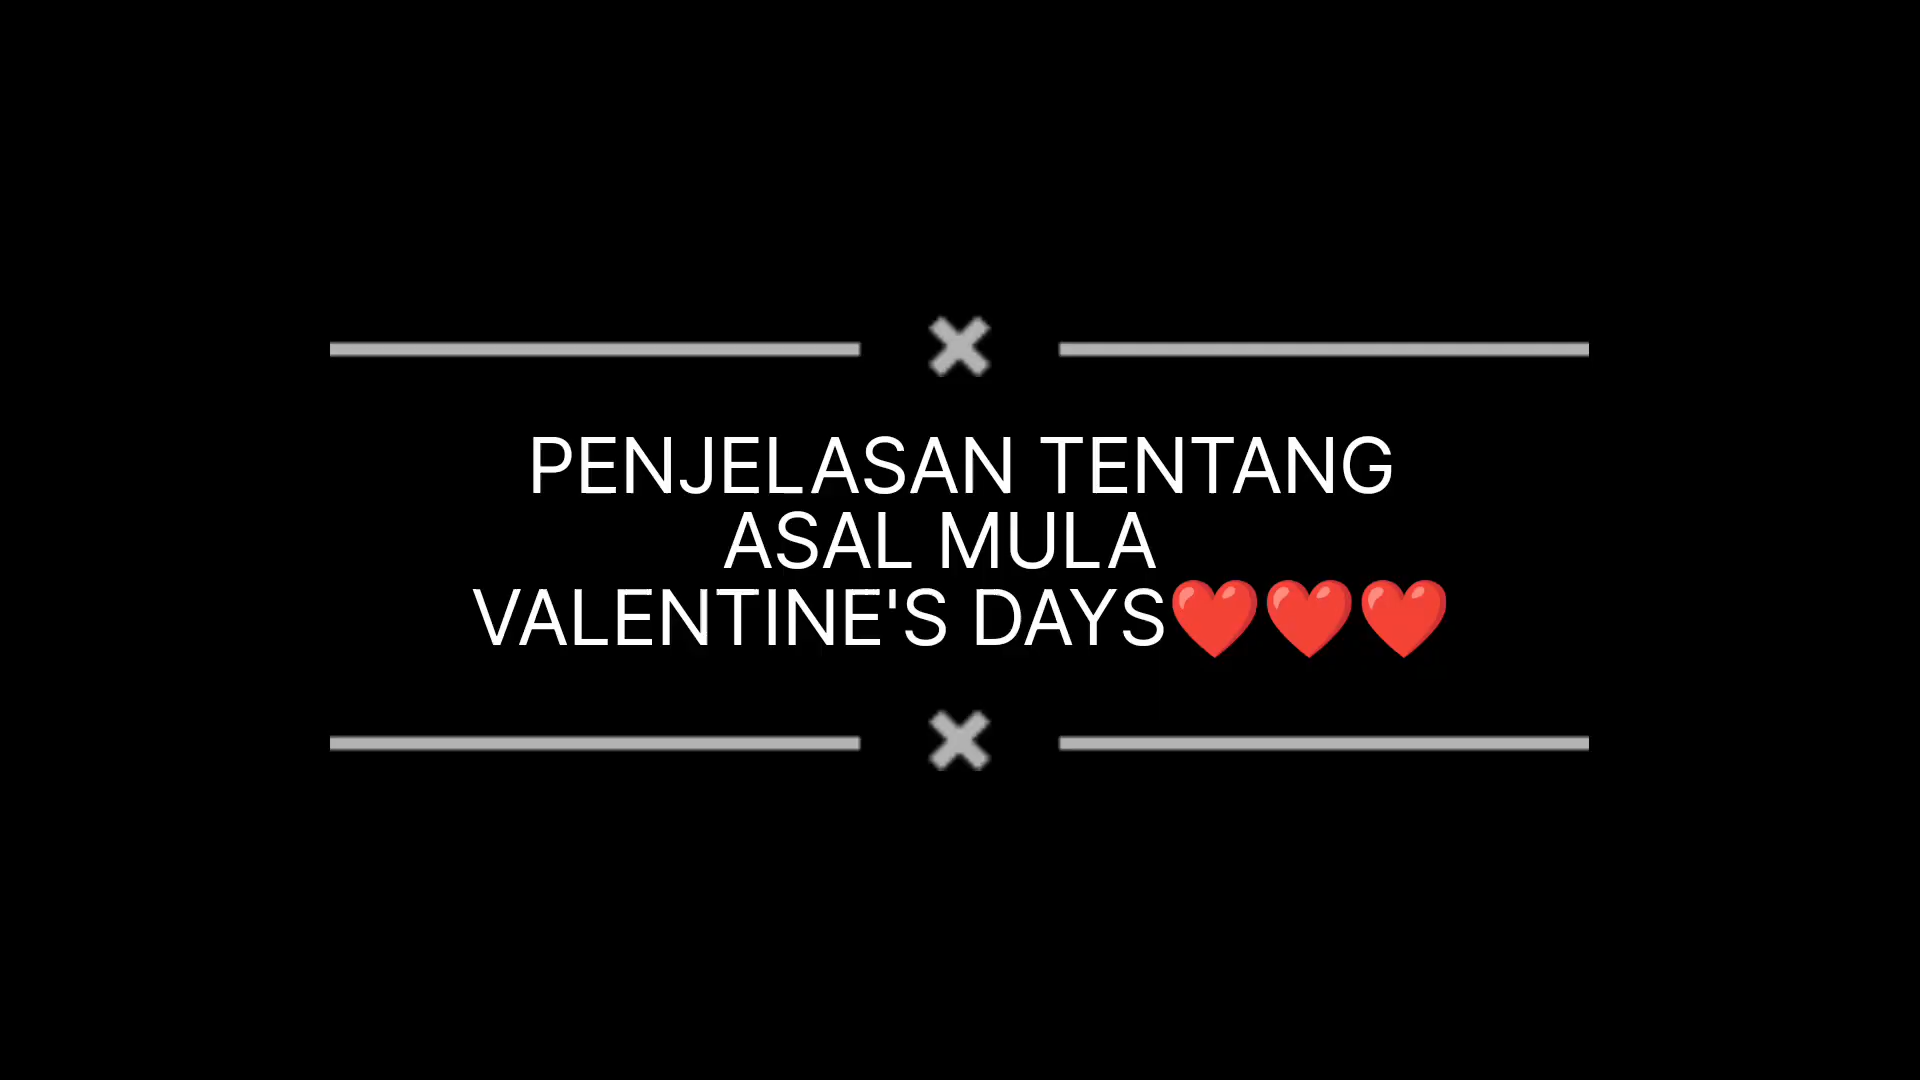 PENJELASAN TENTANG
ASAL MULA
VALENTINE'S DAYS❤️❤️❤️